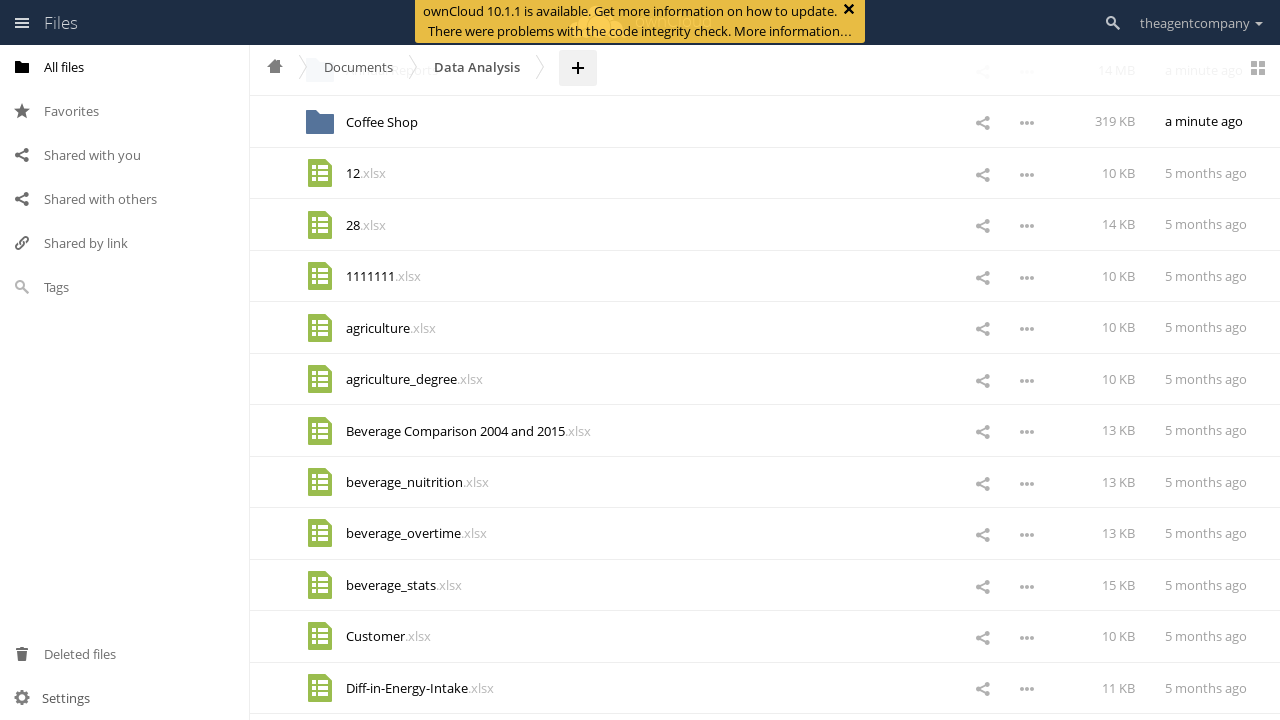 Files
ownCloud 10.1.1 is available. Get more information on how to update.
There were problems with the code integrity check. More information…
theagentcompany
All files
Favorites
Shared with you
Shared with others
Shared by link
Tags
Deleted files
Settings
Documents
Data Analysis
14 MB
a minute ago
Coffee Shop
319 KB
a minute ago
12.xlsx
10 KB
5 months ago
28.xlsx
14 KB
5 months ago
1111111.xlsx
10 KB
5 months ago
agriculture.xlsx
10 KB
5 months ago
agriculture_degree.xlsx
10 KB
5 months ago
Beverage Comparison 2004 and 2015.xlsx
13 KB
5 months ago
beverage_nuitrition.xlsx
13 KB
5 months ago
beverage_overtime.xlsx
13 KB
5 months ago
beverage_stats.xlsx
15 KB
5 months ago
Customer.xlsx
10 KB
5 months ago
Diff-in-Energy-Intake.xlsx
11 KB
5 months ago